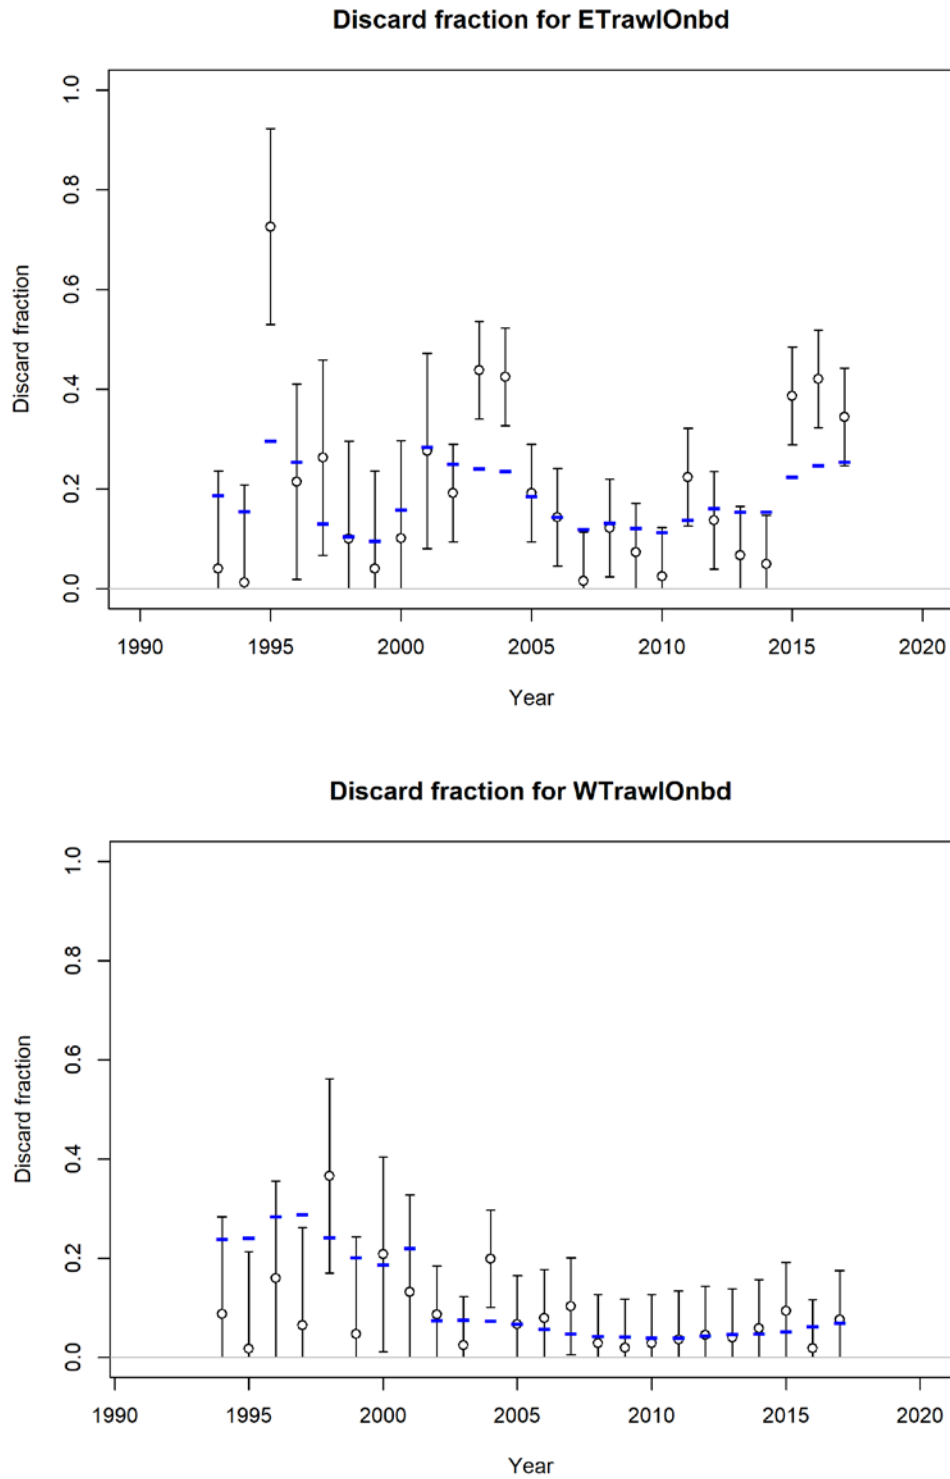 Discard fraction for ETrawlOnbd
1.0
0.8
0.6
0.4
0.2
0.0
Discard fraction
1990 1995 2000 2005 2010 2015 2020
Year
Discard fraction for WTrawlOnbd
1.0
0.8
0.6
0.4
0.2
0.0
Discard fraction
1990 1995 2000 2005 2010 2015 2020
Year